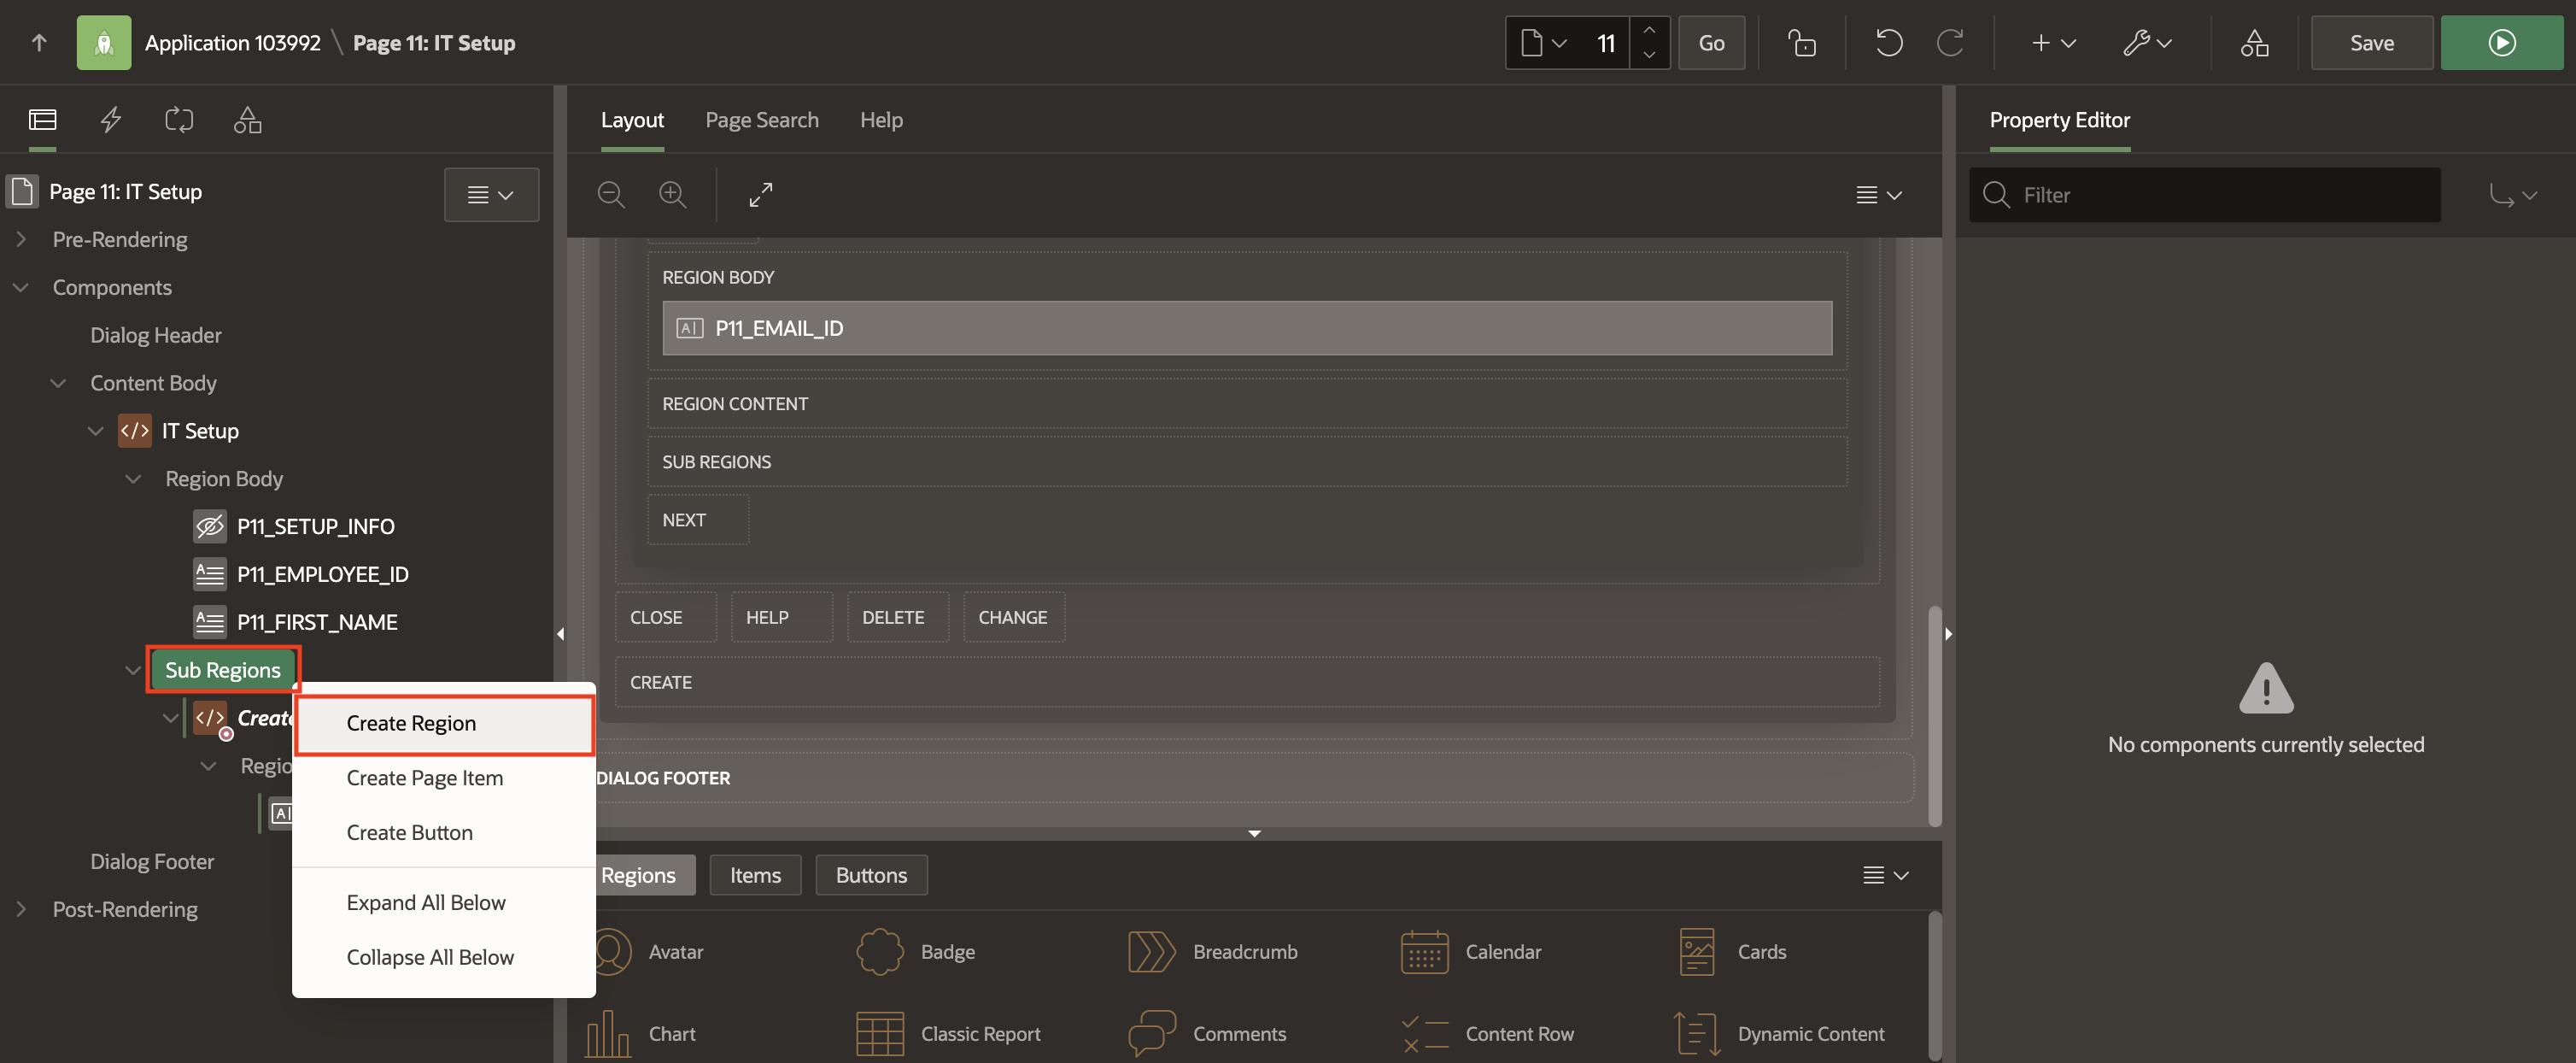 Application 103992 \ Page 11: IT Setup
11
Go
Save
Layout
Page Search
Help
Property Editor
Page 11: IT Setup
Filter
Pre-Rendering
Components
Dialog Header
Content Body
IT Setup
Region Body
P11_SETUP_INFO
P11_EMPLOYEE_ID
P11_FIRST_NAME
Sub Regions
Create
Regio
Dialog Footer
Post-Rendering
Create Region
Create Page Item
Create Button
Expand All Below
Collapse All Below
REGION BODY
P11_EMAIL_ID
REGION CONTENT
SUB REGIONS
NEXT
CLOSE
HELP
DELETE
CHANGE
CREATE
DIALOG FOOTER
Regions
Items
Buttons
Avatar
Badge
Breadcrumb
Calendar
Cards
Chart
Classic Report
Comments
Content Row
Dynamic Content
No components currently selected